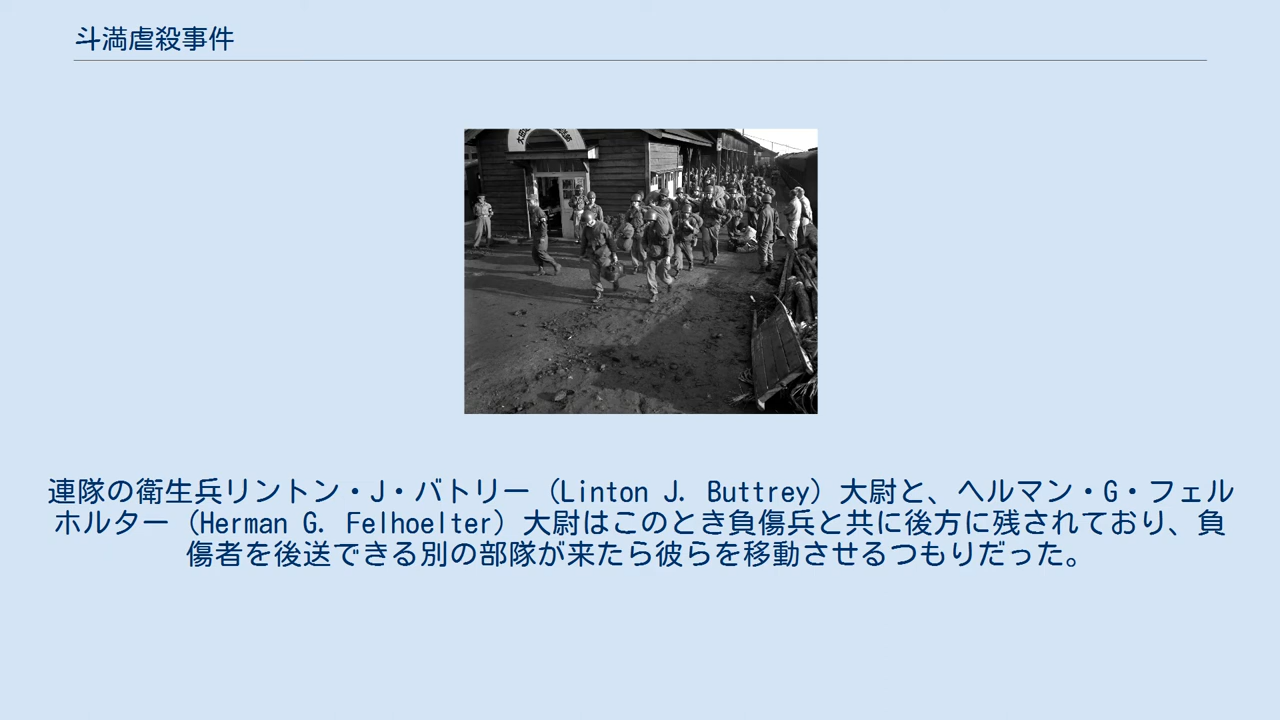 斗満虐殺事件
連隊の衛生兵リントン・J・バトリー（Linton J. Buttrey）大尉と、ヘルマン・G・フェル
ホルター（Herman G. Felhoelter）大尉はこのとき負傷兵と共に後方に残されており、負
傷者を後送できる別の部隊が来たら彼らを移動させるつもりだった。